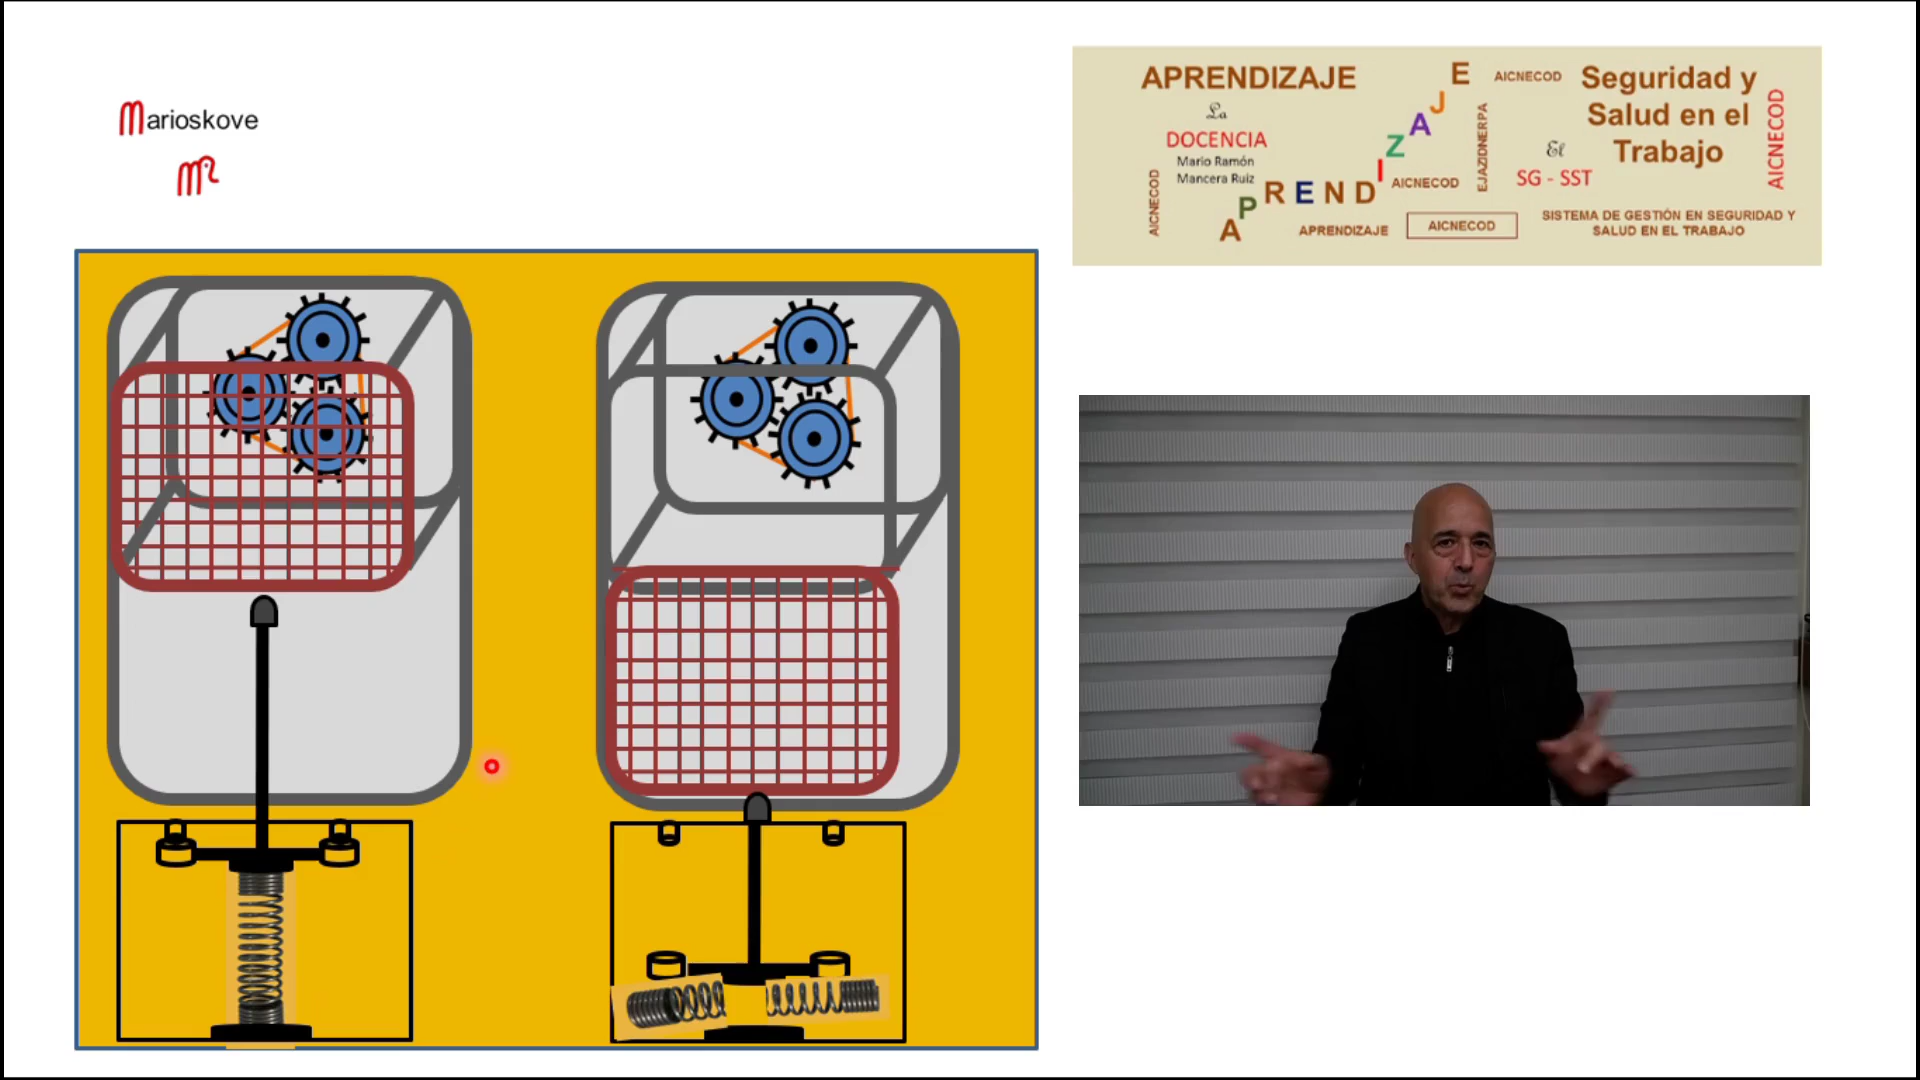 Marioskove
APRENDIZAJE
La
DOCENCIA
Mario Ramón
Mancera Ruiz
AICNECOD
APRENDIZAJE
APRENDIZAJE
AICNECOD
AICNECOD
AICNECOD
EJAZIDNERPA
El
SG - SST
Seguridad y
Salud en el
Trabajo
AICNECOD
SISTEMA DE GESTIÓN EN SEGURIDAD Y
SALUD EN EL TRABAJO